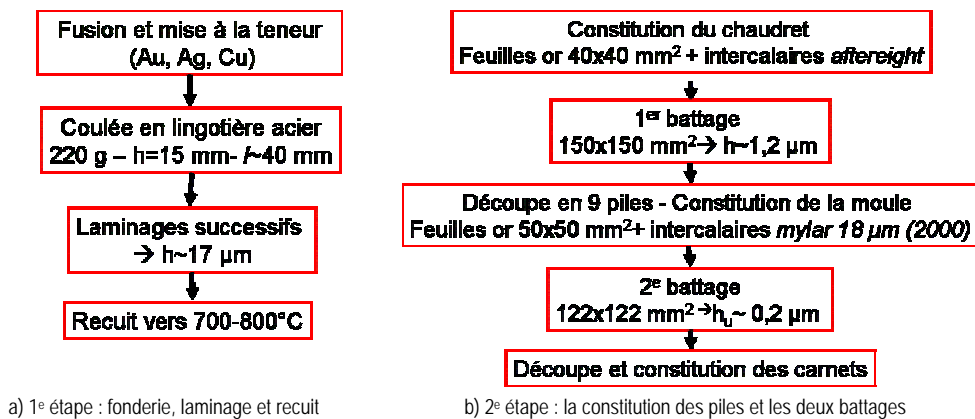 Fusion et mise à la teneur
(Au, Ag, Cu)
Coulée en lingotière acier
220 g – h=15 mm- l~40 mm
Laminages successifs
→ h~17 µm
Recuit vers 700-800°C
a) 1e étape : fonderie, laminage et recuit
Constitution du chaudret
Feuilles or 40x40 mm² + intercalaires aftereight
1er battage
150x150 mm² → h~1,2 µm
Découpe en 9 piles - Constitution de la moule
Feuilles or 50x50 mm²+ intercalaires mylar 18 µm (2000)
2e battage
122x122 mm² → hu~ 0,2 µm
Découpe et constitution des carnets
b) 2e étape : la constitution des piles et les deux battages